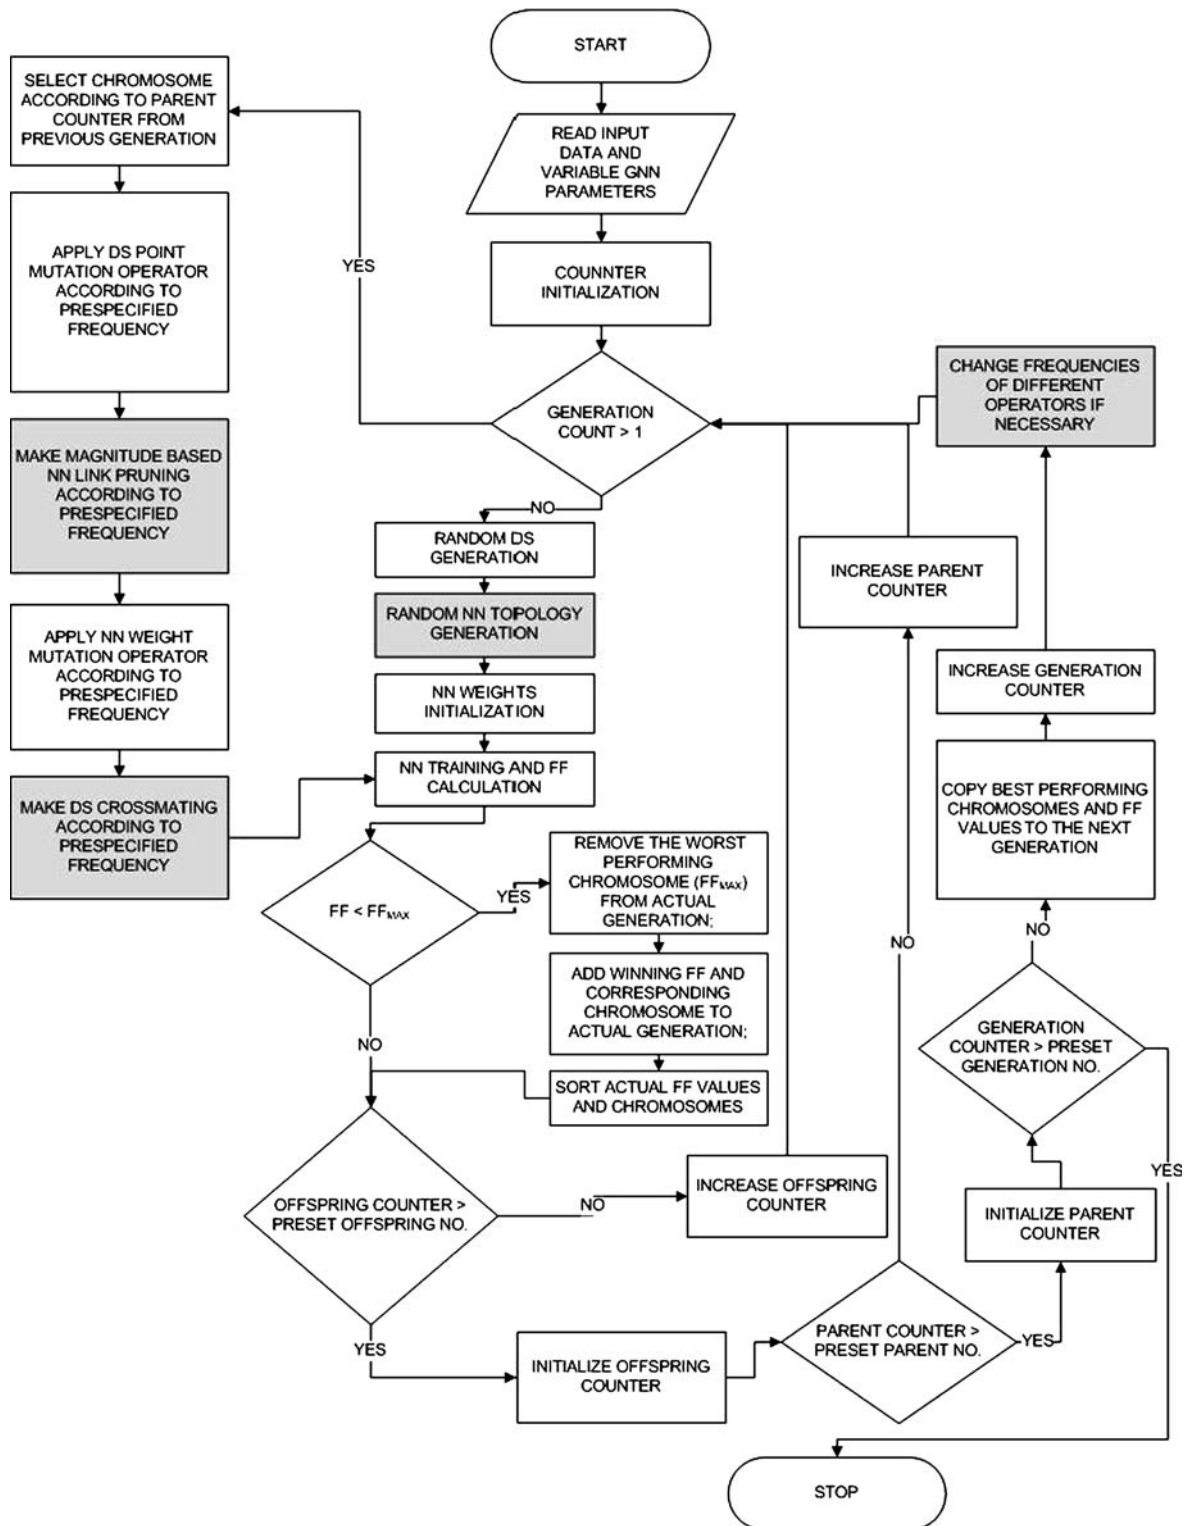 START
READ INPUT
DATA AND
VARIABLE GNN
PARAMETERS
COUNNTER
INITIALIZATION
GENERATION
COUNT > 1
YES
NO
SELECT CHROMOSOME
ACCORDING TO PARENT
COUNTER FROM
PREVIOUS GENERATION
APPLY DS POINT
MUTATION OPERATOR
ACCORDING TO
PRESPECIFIED
FREQUENCY
MAKE MAGNITUDE BASED
NN LINK PRUNING
ACCORDING TO
PRESPECIFIED
FREQUENCY
APPLY NN WEIGHT
MUTATION OPERATOR
ACCORDING TO
PRESPECIFIED
FREQUENCY
MAKE DS CROSSMATING
ACCORDING TO
PRESPECIFIED
FREQUENCY
RANDOM DS
GENERATION
RANDOM NN TOIPOLOGY
GENERATION
NN WEIGHTS
INITIALIZATION
NN TRAINING AND FF
CALCULATION
FF < FFMAX
YES
NO
REMOVE THE WORST
PERFORMING
CHROMOSOME (FFMAX)
FROM ACTUAL
GENERATION;
ADD WINNING FF AND
CORRESPONDING
CHROMOSOME TO
ACTUAL GENERATION;
SORT ACTUAL FF VALUES
AND CHROMOSOMES
OFFSPRING COUNTER >
PRESET OFFSPRING NO.
NO
YES
INCREASE OFFSPRING
COUNTER
INITIALIZE OFFSPRING
COUNTER
PARENT COUNTER >
PRESET PARENT NO.
NO
YES
INCREASE PARENT
COUNTER
INITIALIZE PARENT
COUNTER
GENERATION
COUNTER > PRESET
GENERATION NO.
NO
YES
COPY BEST PERFORMING
CHROMOSOMES AND FF
VALUES TO THE NEXT
GENERATION
INCREASE GENERATION
COUNTER
CHANGE FREQUENCIES
OF DIFFERENT
OPERATORS IF
NECESSARY
STOP